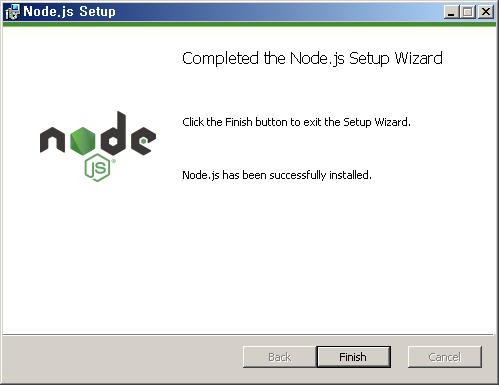 Node.js Setup
Completed the Node.js Setup Wizard
Click the Finish button to exit the Setup Wizard.
node
JS
Node.js has been successfully installed.
Back
Finish
Cancel